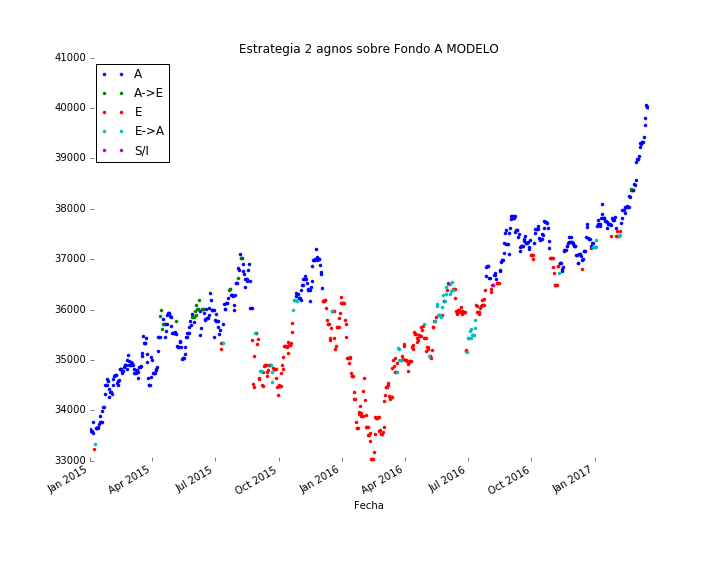 Estrategia 2 agnos sobre Fondo A MODELO
41000
40000
39000
38000
37000
36000
35000
34000
33000
A
A->E
E
E->A
S/I
Jan 2015
Apr 2015
Jul 2015
Oct 2015
Jan 2016
Apr 2016
Jul 2016
Oct 2016
Jan 2017
Fecha